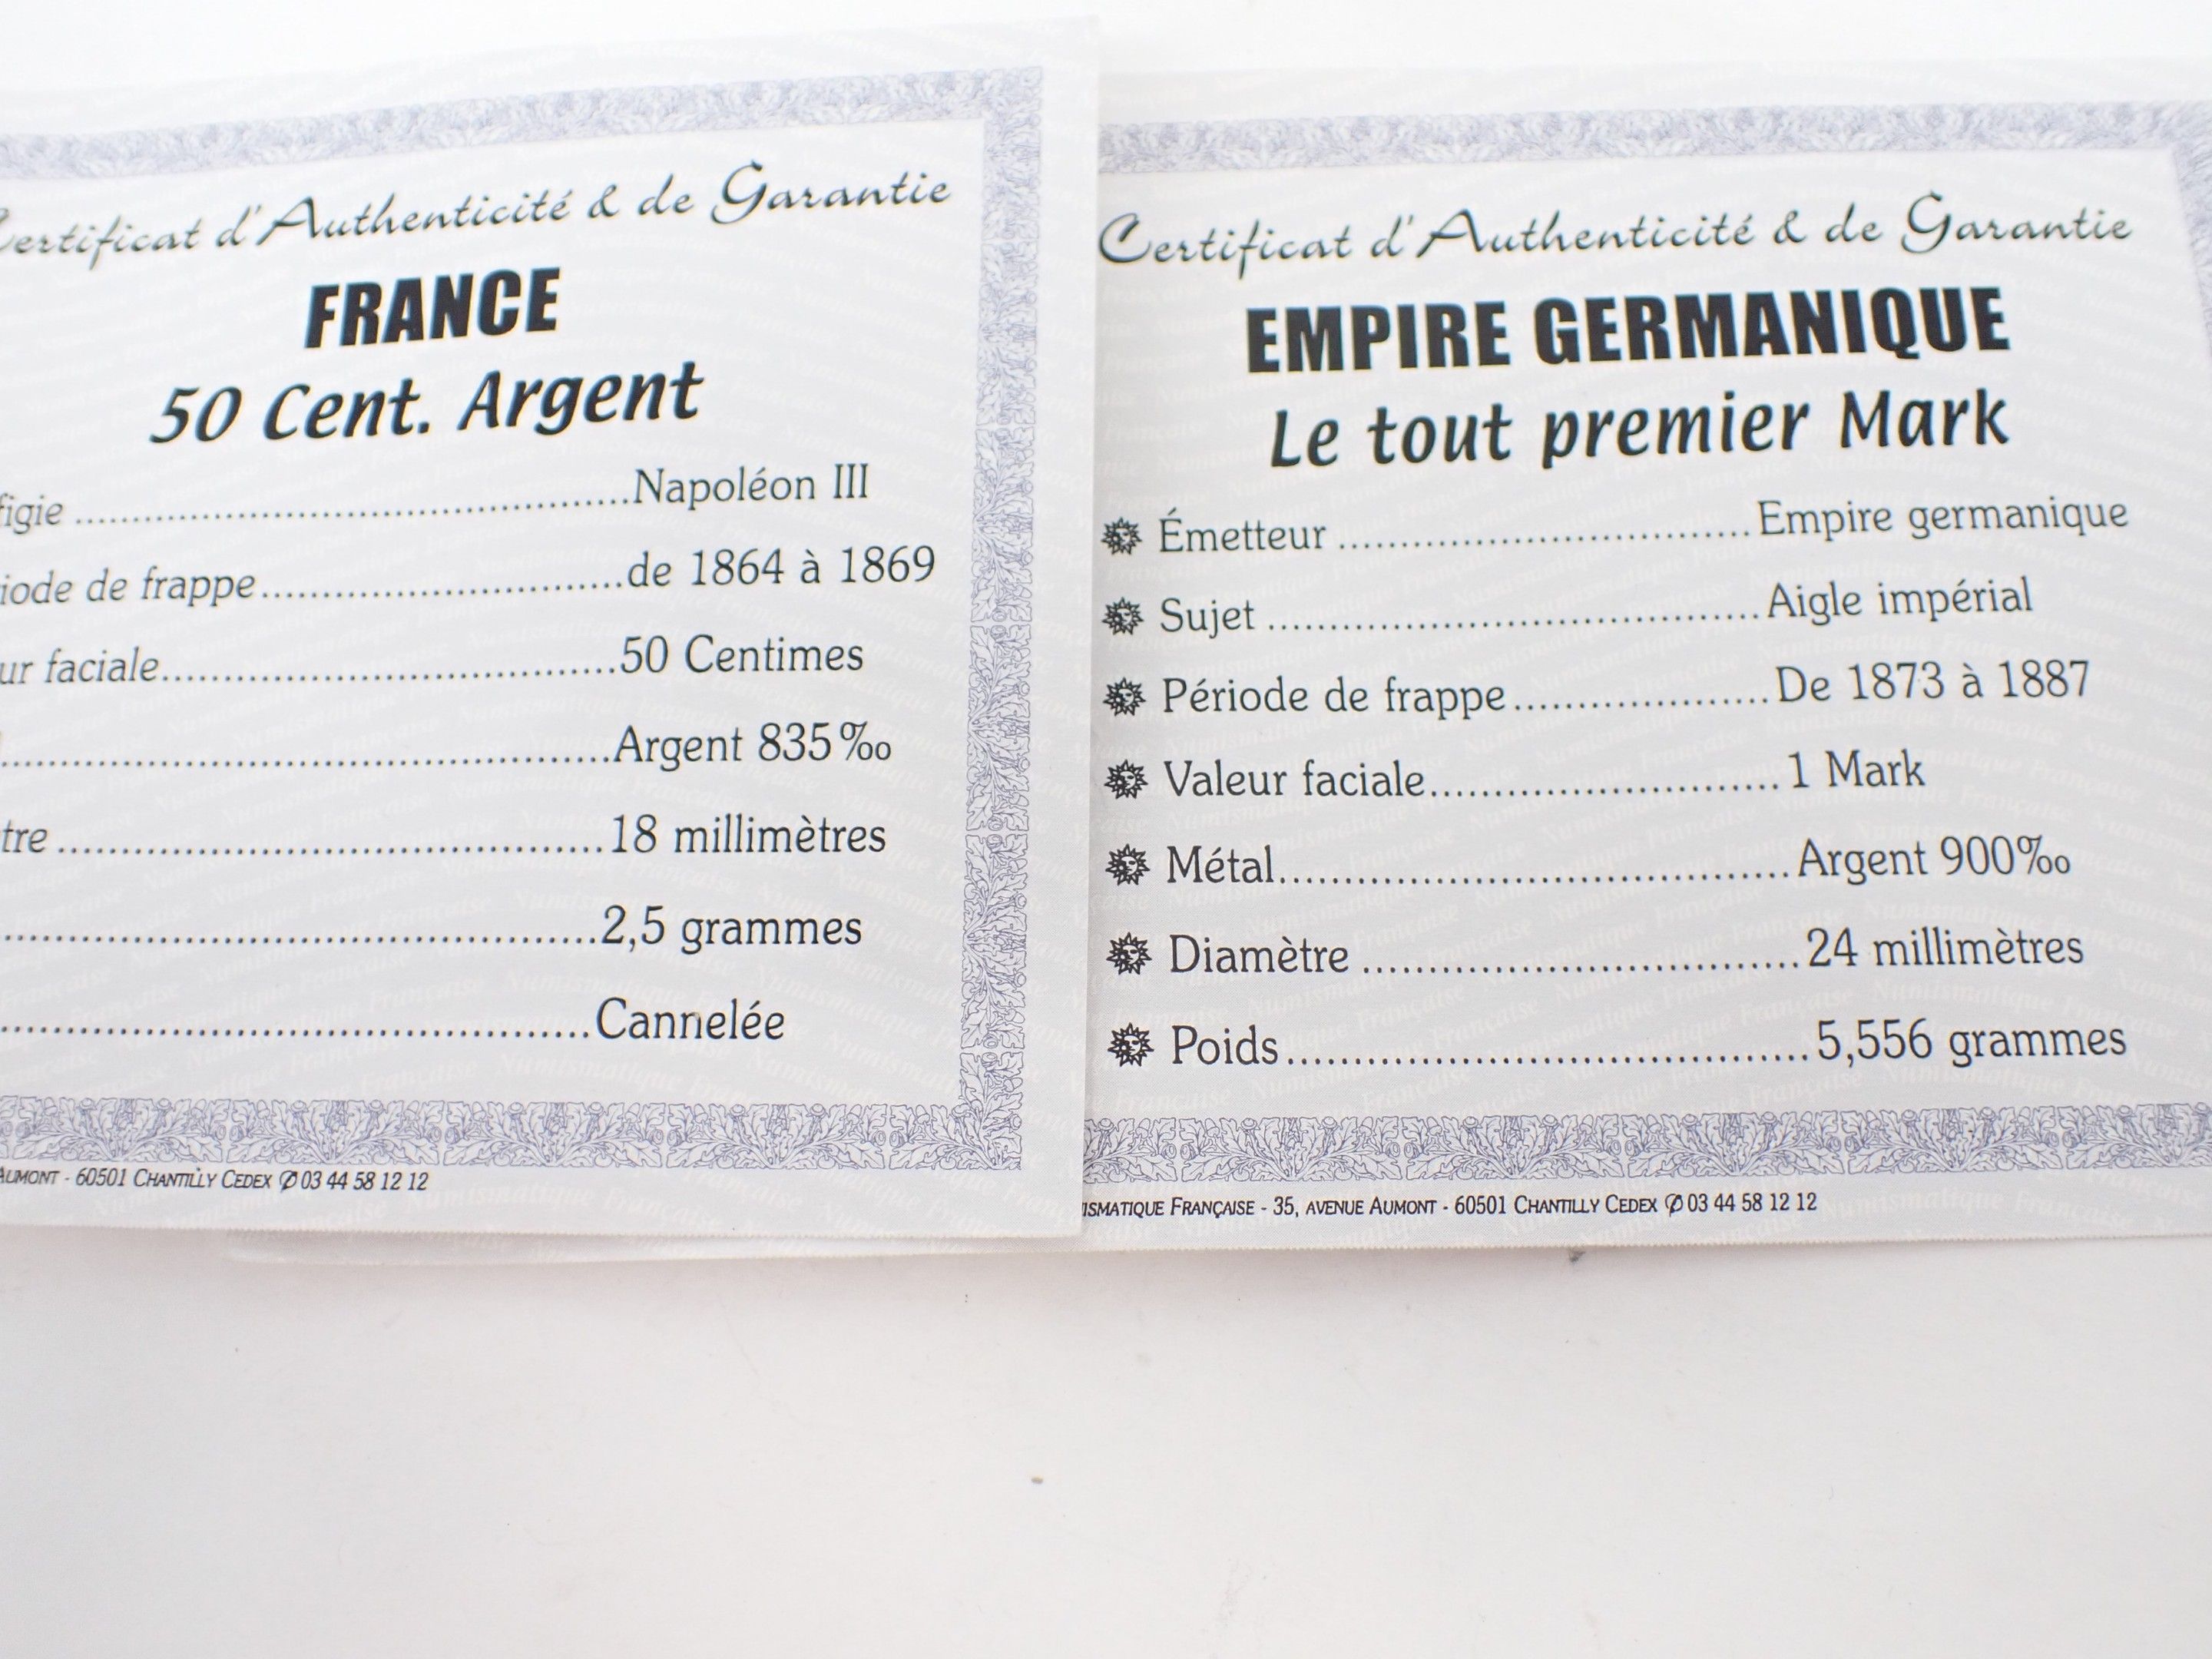 Certificat d'Authenticité & de Garantie
FRANCE
50 Cent. Argent
figie ........................................Napoléon III
iode de frappe..............................de 1864 à 1869
ur faciale....................................50 Centimes
................................................Argent 835‰
tre ...........................................18 millimètres
...............................................2,5 grammes
...............................................Cannelée
AUMONT - 60501 CHANTILLY CEDEX ✆ 03 44 58 12 12
Certificat d'Authenticité & de Garantie
EMPIRE GERMANIQUE
Le tout premier Mark
Émetteur ................................Empire germanique
Sujet ......................................Aigle impérial
Période de frappe....................De 1873 à 1887
Valeur faciale...........................1 Mark
Métal.......................................Argent 900‰
Diamètre .................................24 millimètres
Poids.......................................5,556 grammes
ISMATIQUE FRANÇAISE - 35, AVENUE AUMONT - 60501 CHANTILLY CEDEX ✆ 03 44 58 12 12